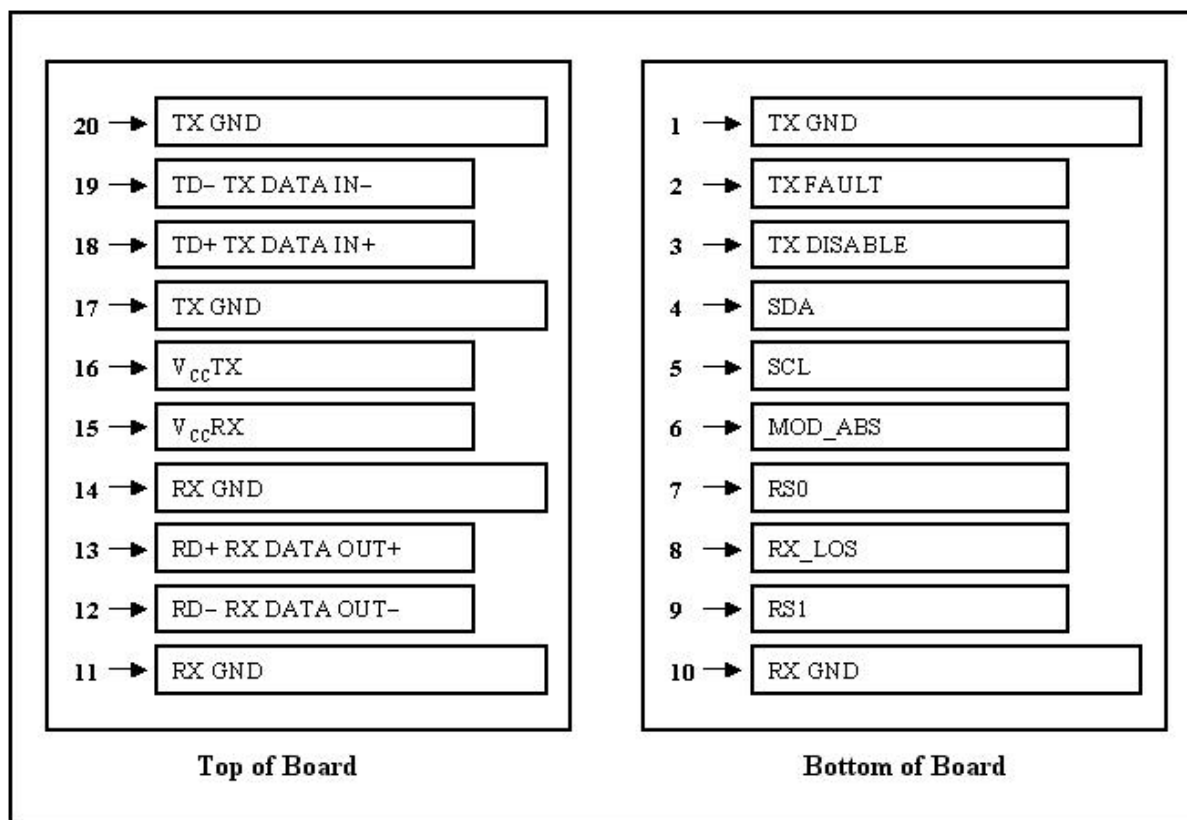 20 TX GND
19 TD− TX DATA IN−
18 TD+ TX DATA IN+
17 TX GND
16 VCCTX
15 VCCRX
14 RX GND
13 RD+ RX DATA OUT+
12 RD− RX DATA OUT−
11 RX GND
Top of Board
1 TX GND
2 TX FAULT
3 TX DISABLE
4 SDA
5 SCL
6 MOD_ABS
7 RS0
8 RX_LOS
9 RS1
10 RX GND
Bottom of Board